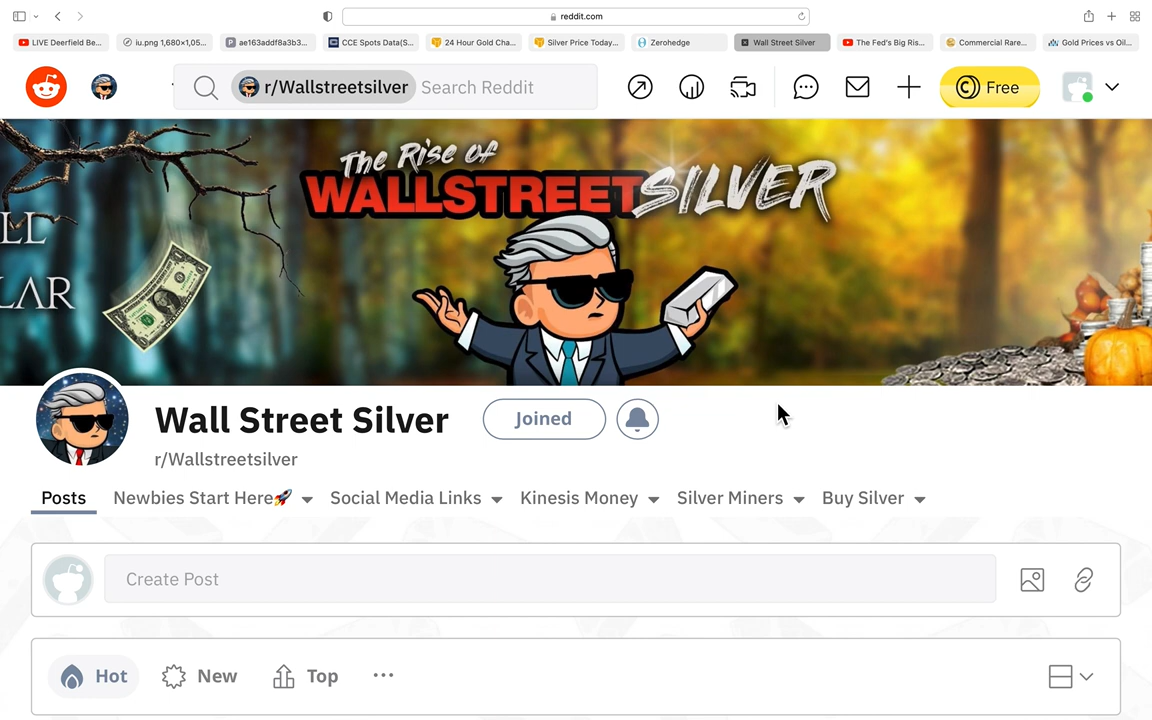 reddit.com
LIVE Deerfield Be...
iu.png 1,680×1,05...
ae163addf8a3b3...
CCE Spots Data(S...
24 Hour Gold Cha...
Silver Price Today...
Zerohedge
Wall Street Silver
The Fed's Big Ris...
Commercial Rare...
Gold Prices vs Oil...
r/Wallstreetsilver
Search Reddit
Free
The Rise of
WALLSTREETSILVER
LL
LAR
Wall Street Silver
Joined
r/Wallstreetsilver
Posts
Newbies Start Here🚀
Social Media Links
Kinesis Money
Silver Miners
Buy Silver
Create Post
Hot
New
Top